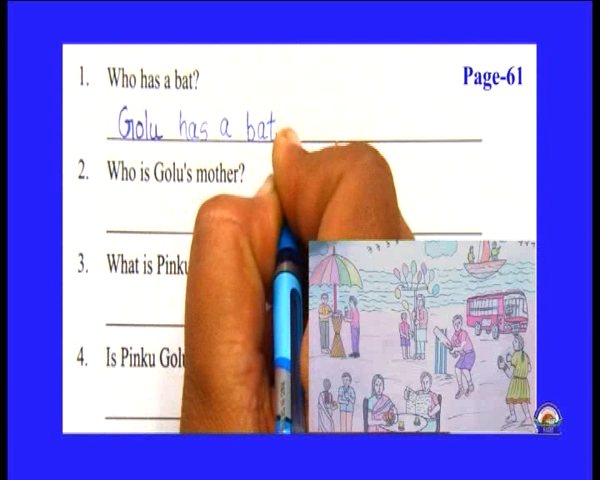 1. Who has a bat?
Page-61
Golu has a bat
2. Who is Golu's mother?
3. What is Pinku
4. Is Pinku Golu